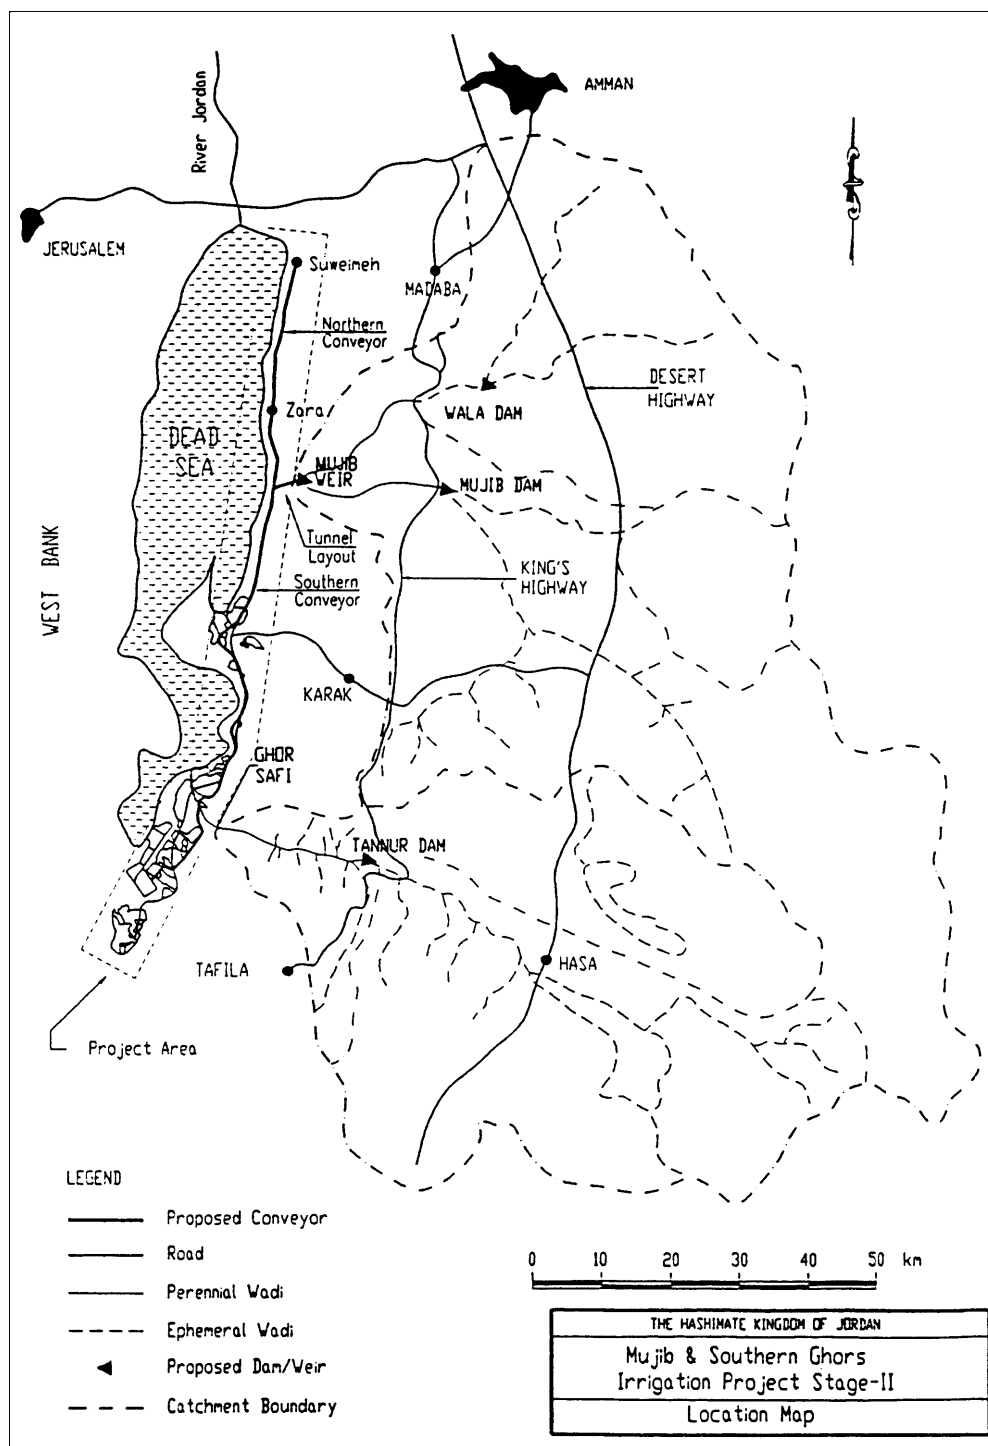 AMMAN
River Jordan
JERUSALEM
Suweimeh
MADABA
Northern
Conveyor
DESERT
HIGHWAY
Zara
WALA DAM
DEAD
SEA
MUJIB
WEIR
MUJIB DAM
Tunnel
Layout
KING'S
HIGHWAY
WEST BANK
Southern
Conveyor
KARAK
GHOR
SAFI
TANNUR DAM
TAFILA
HASA
Project Area
LEGEND
Proposed Conveyor
Road
Perennial Wadi
Ephemeral Wadi
Proposed Dam/Weir
Catchment Boundary
0 10 20 30 40 50 km
THE HASHIMATE KINGDOM OF JORDAN
Mujib & Southern Ghors
Irrigation Project Stage-II
Location Map